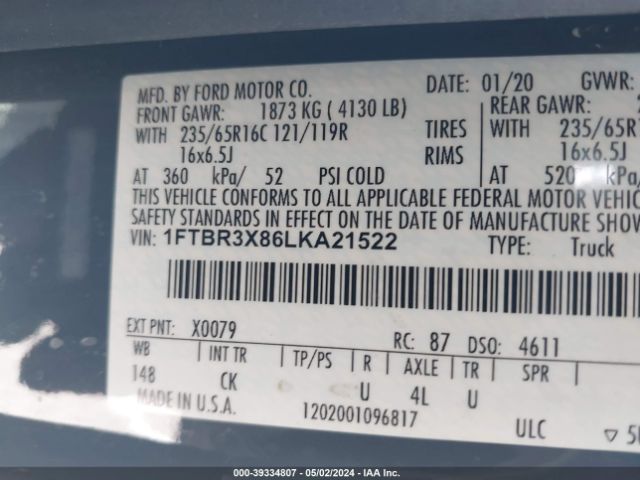 MFD. BY FORD MOTOR CO. DATE: 01/20 GVWR:
FRONT GAWR: 1873 KG ( 4130 LB) REAR GAWR:
WITH 235/65R16C 121/119R TIRES WITH 235/65R1
16x6.5J RIMS 16x6.5J
AT 360 kPa/ 52 PSI COLD AT 520 kPa/
THIS VEHICLE CONFORMS TO ALL APPLICABLE FEDERAL MOTOR VEHIC
SAFETY STANDARDS IN EFFECT ON THE DATE OF MANUFACTURE SHOW
VIN: 1FTBR3X86LKA21522 TYPE: Truck
EXT PNT: X0079 RC: 87 DSO: 4611
WB INT TR TP/PS R AXLE TR SPR
148 CK U 4L U
MADE IN U.S.A. 1202001096817 ULC
000-39334807 - 05/02/2024 - IAA Corp.